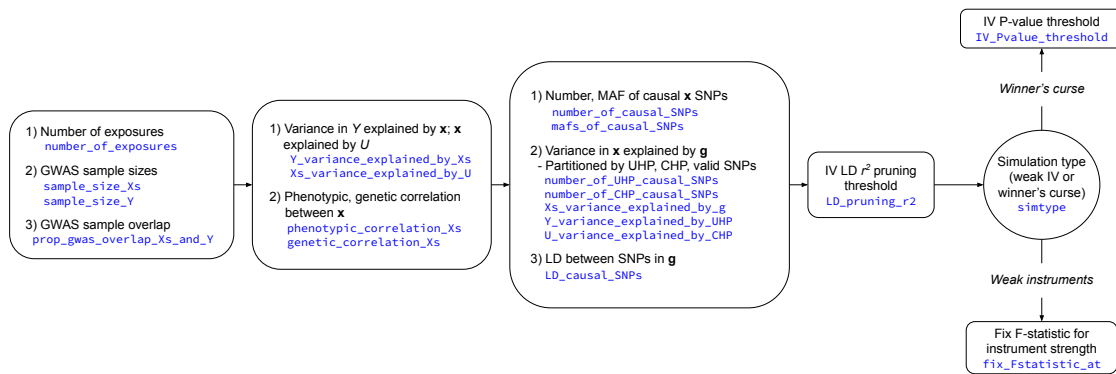 1) Number of exposures
number_of_exposures
2) GWAS sample sizes
sample_size_Xs
sample_size_Y
3) GWAS sample overlap
prop_gwas_overlap_Xs_and_Y
1) Variance in Y explained by x; x
explained by U
Y_variance_explained_by_Xs
Xs_variance_explained_by_U
2) Phenotypic, genetic correlation
between x
phenotypic_correlation_Xs
genetic_correlation_Xs
1) Number, MAF of causal x SNPs
number_of_causal_SNPs
mafs_of_causal_SNPs
2) Variance in x explained by g
- Partitioned by UHP, CHP, valid SNPs
number_of_UHP_causal_SNPs
number_of_CHP_causal_SNPs
Xs_variance_explained_by_g
Y_variance_explained_by_UHP
U_variance_explained_by_CHP
3) LD between SNPs in g
LD_causal_SNPs
IV LD r² pruning
threshold
LD_pruning_r2
IV P-value threshold
IV_Pvalue_threshold
Winner's curse
Simulation type
(weak IV or
winner's curse)
simtype
Weak instruments
Fix F-statistic for
instrument strength
fix_Fstatistic_at